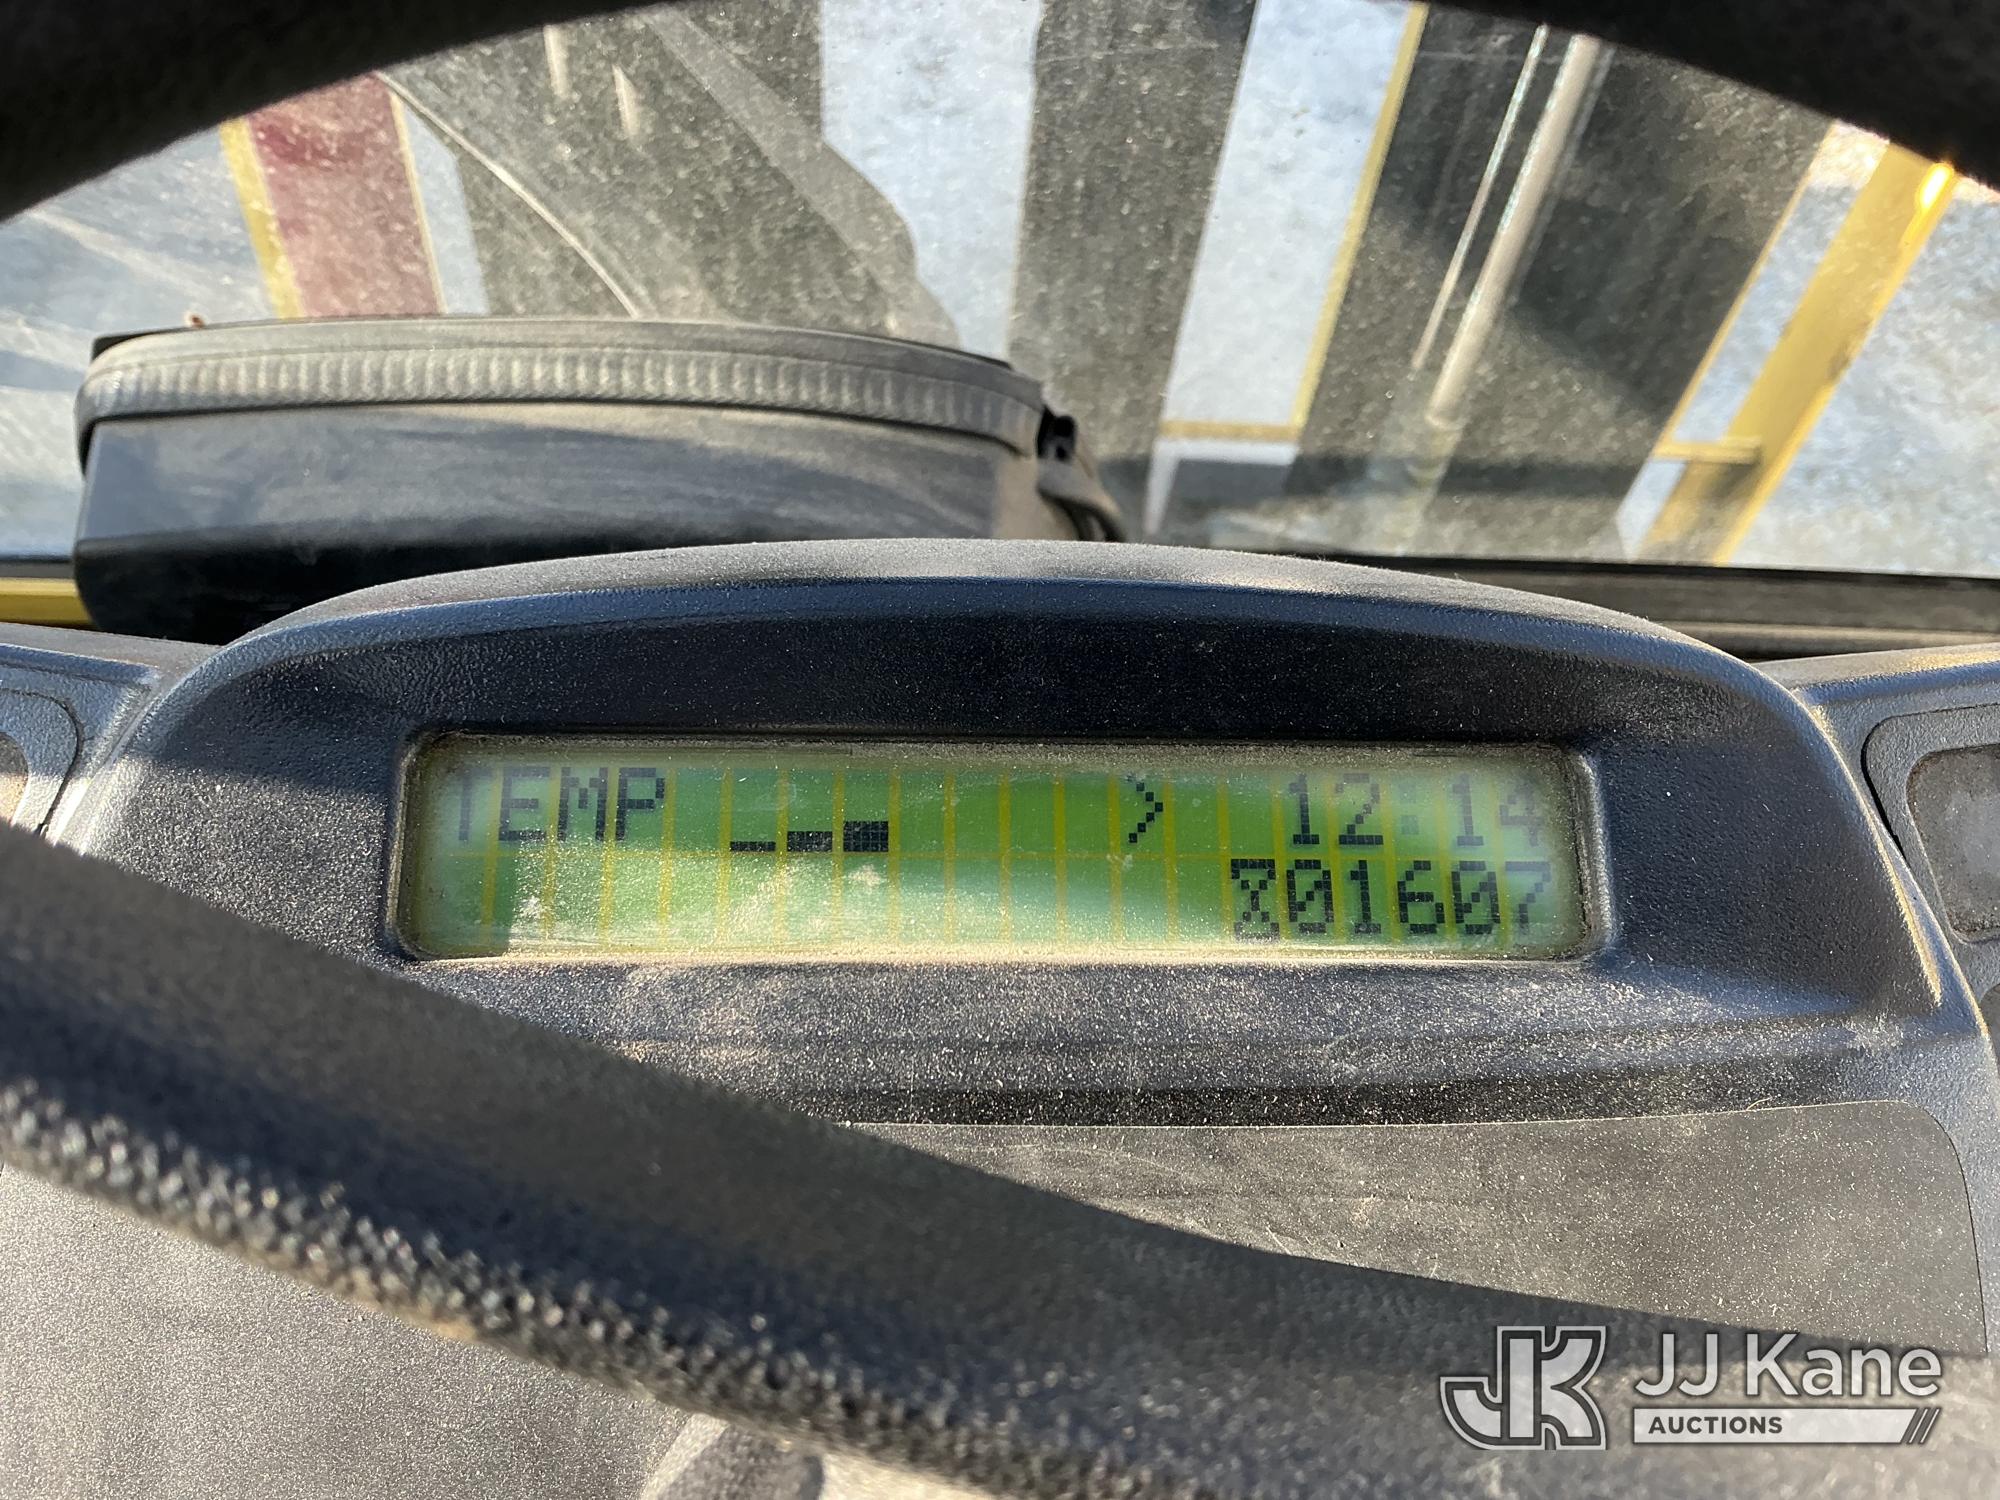 TEMP 12:14
01607
JJ Kane
AUCTIONS